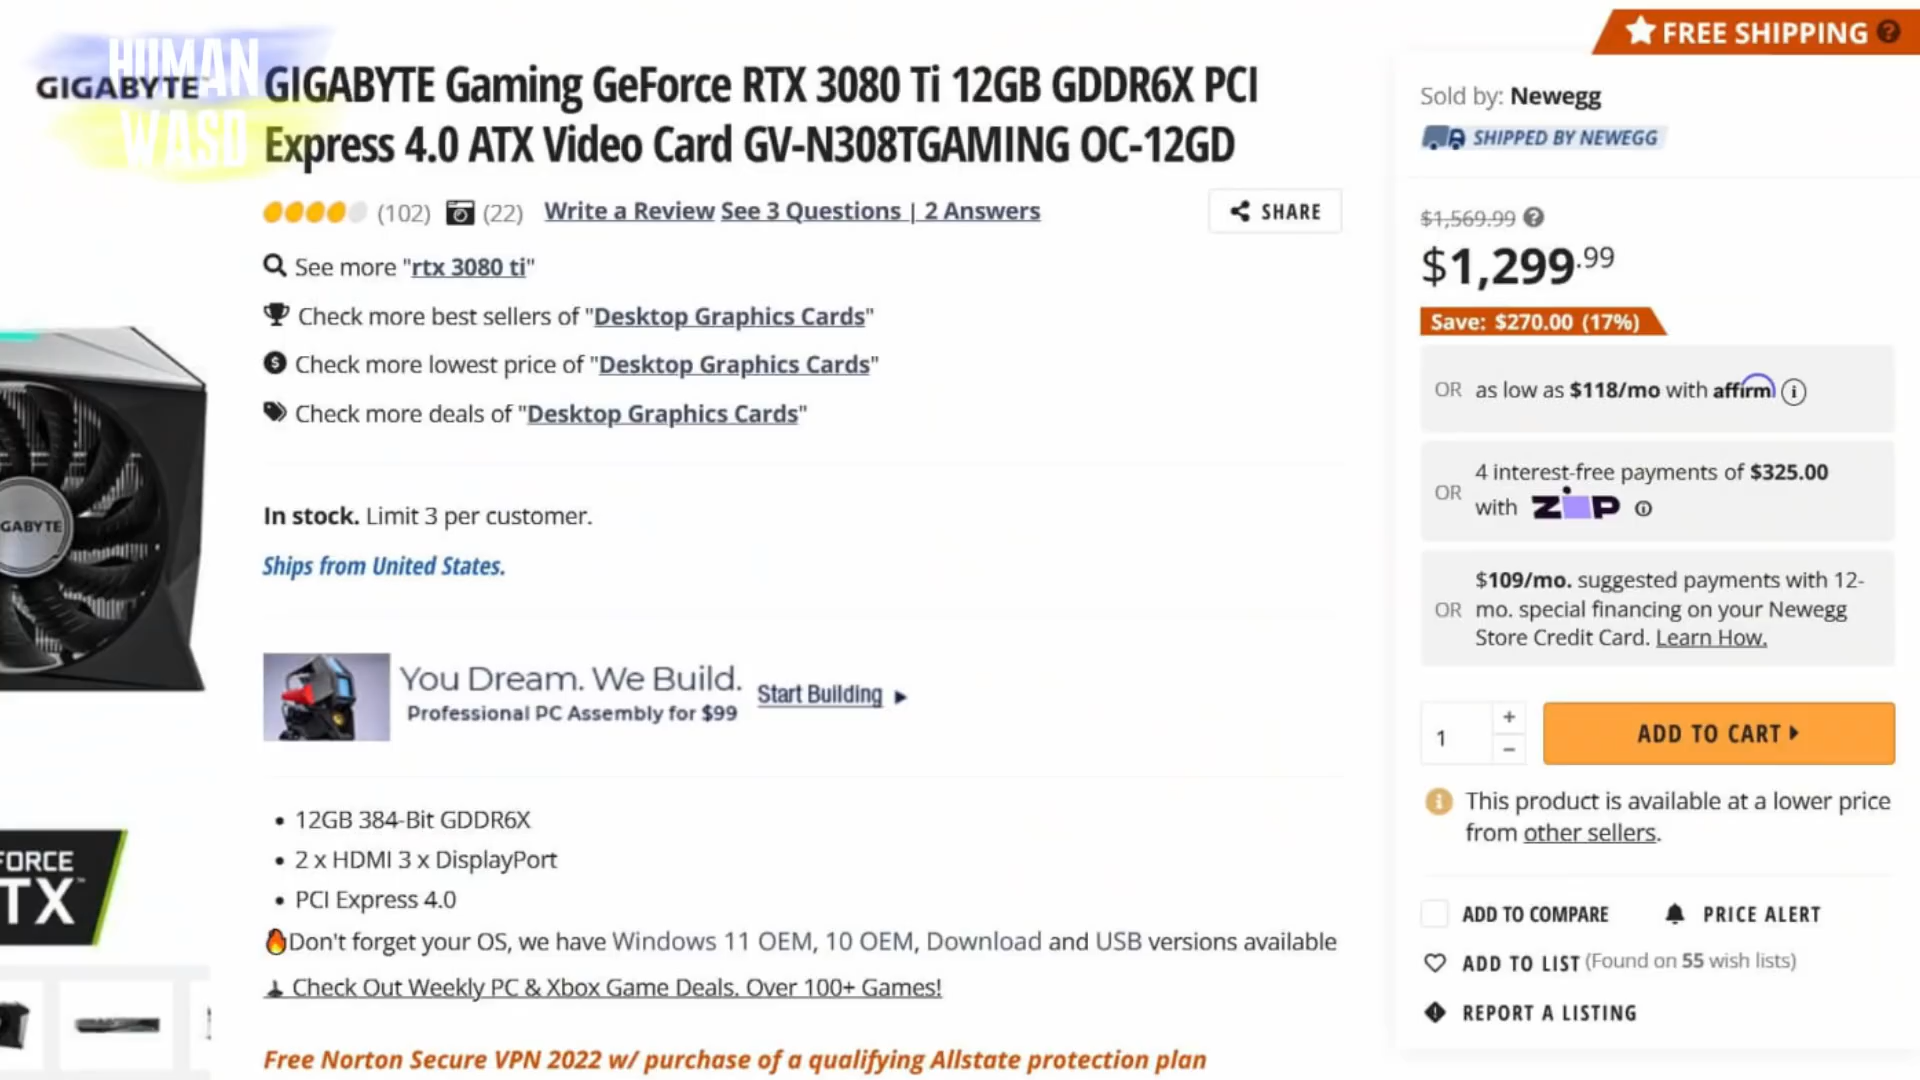 HUMAN
WASD
GIGABYTE
GIGABYTE Gaming GeForce RTX 3080 Ti 12GB GDDR6X PCI
Express 4.0 ATX Video Card GV-N308TGAMING OC-12GD
(102) (22) Write a Review See 3 Questions | 2 Answers
SHARE
See more "rtx 3080 ti"
Check more best sellers of "Desktop Graphics Cards"
Check more lowest price of "Desktop Graphics Cards"
Check more deals of "Desktop Graphics Cards"
In stock. Limit 3 per customer.
Ships from United States.
GABYTE
You Dream. We Build.
Professional PC Assembly for $99
Start Building
12GB 384-Bit GDDR6X
2 x HDMI 3 x DisplayPort
PCI Express 4.0
FORCE
TX™
Don't forget your OS, we have Windows 11 OEM, 10 OEM, Download and USB versions available
Check Out Weekly PC & Xbox Game Deals. Over 100+ Games!
Free Norton Secure VPN 2022 w/ purchase of a qualifying Allstate protection plan
FREE SHIPPING
Sold by: Newegg
SHIPPED BY NEWEGG
$1,569.99
$1,299.99
Save: $270.00 (17%)
OR as low as $118/mo with affirm
OR
4 interest-free payments of $325.00
with ZIP
OR
$109/mo. suggested payments with 12-
mo. special financing on your Newegg
Store Credit Card. Learn How.
1 + −
ADD TO CART
This product is available at a lower price
from other sellers.
ADD TO COMPARE
PRICE ALERT
ADD TO LIST (Found on 55 wish lists)
REPORT A LISTING